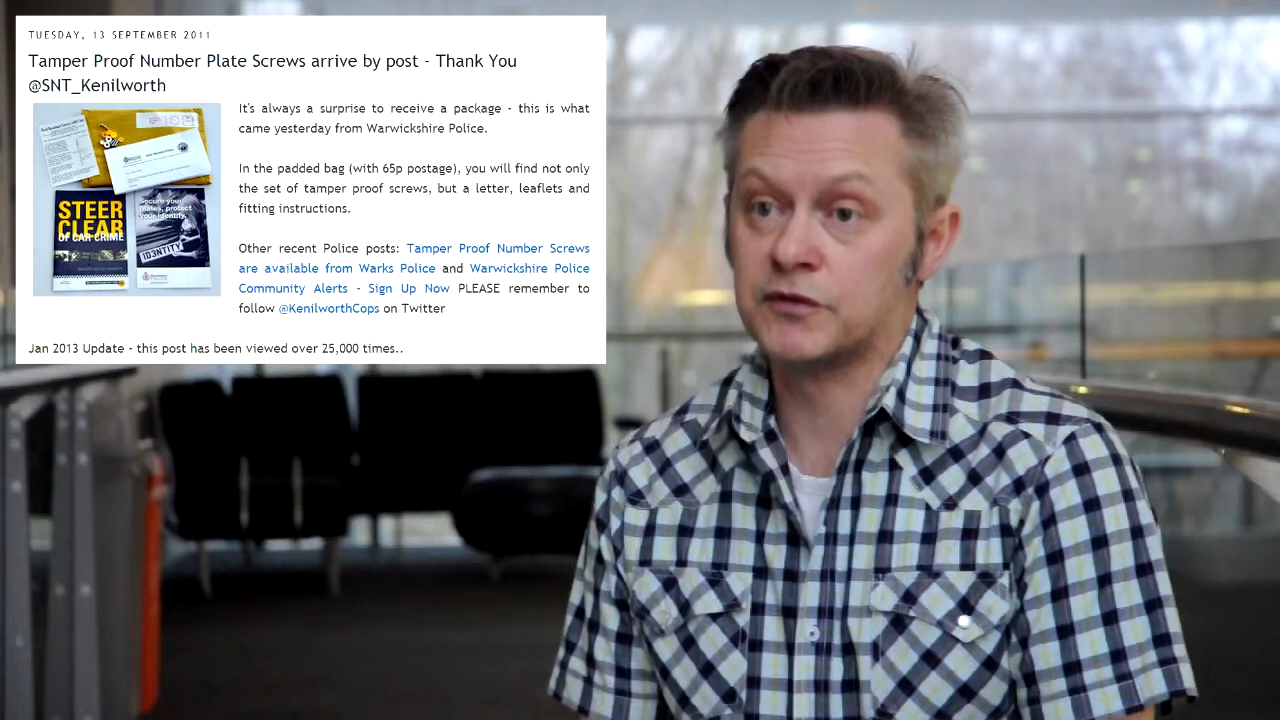 TUESDAY, 13 SEPTEMBER 2011
Tamper Proof Number Plate Screws arrive by post - Thank You
@SNT_Kenilworth
It's always a surprise to receive a package - this is what
came yesterday from Warwickshire Police.
In the padded bag (with 65p postage), you will find not only
the set of tamper proof screws, but a letter, leaflets and
fitting instructions.
Other recent Police posts: Tamper Proof Number Screws
are available from Warks Police and Warwickshire Police
Community Alerts - Sign Up Now PLEASE remember to
follow @KenilworthCops on Twitter
Jan 2013 Update - this post has been viewed over 25,000 times..
STEER
CLEAR
OF CAR CRIME
Secure your
plates, protect
your identity.
ID3NTITY